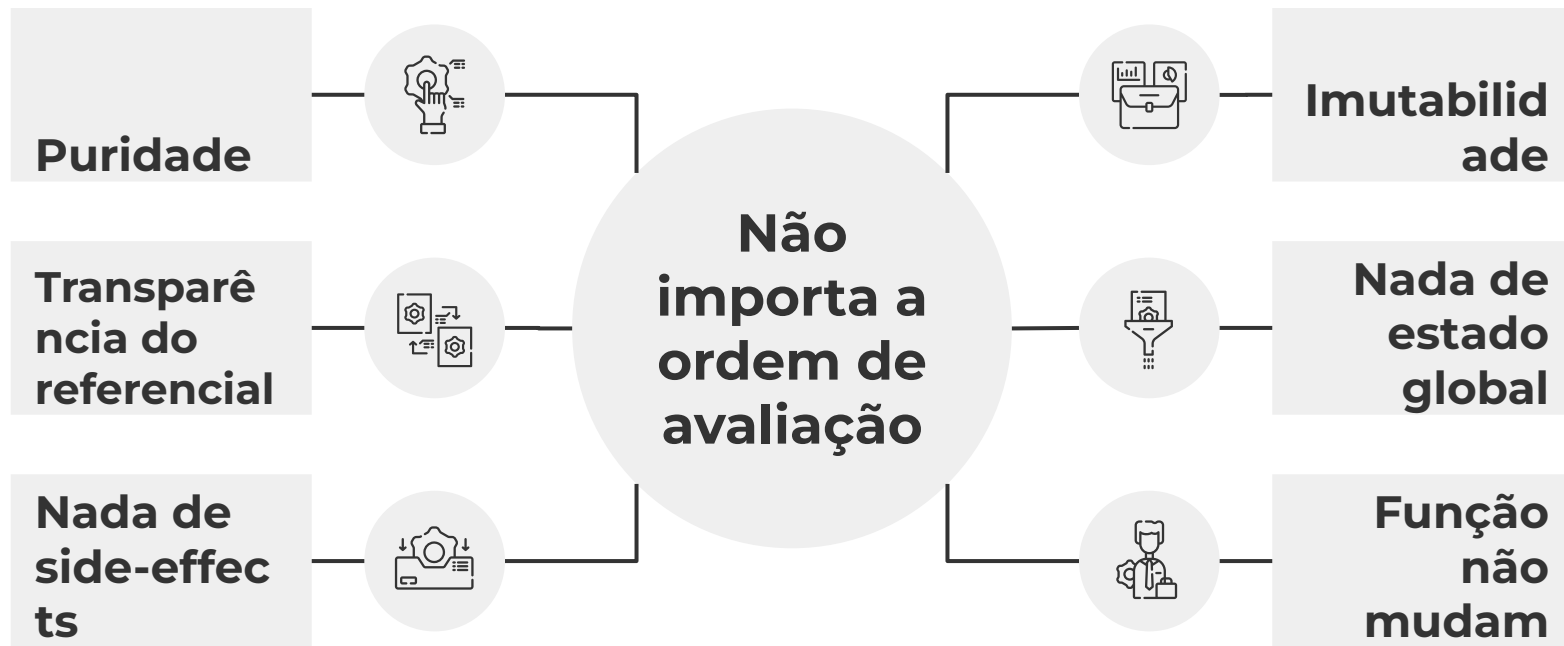 Puridade
Transparê
ncia do
referencial
Nada de
side-effec
ts
Não
importa a
ordem de
avaliação
Imutabilid
ade
Nada de
estado
global
Função
não
mudam